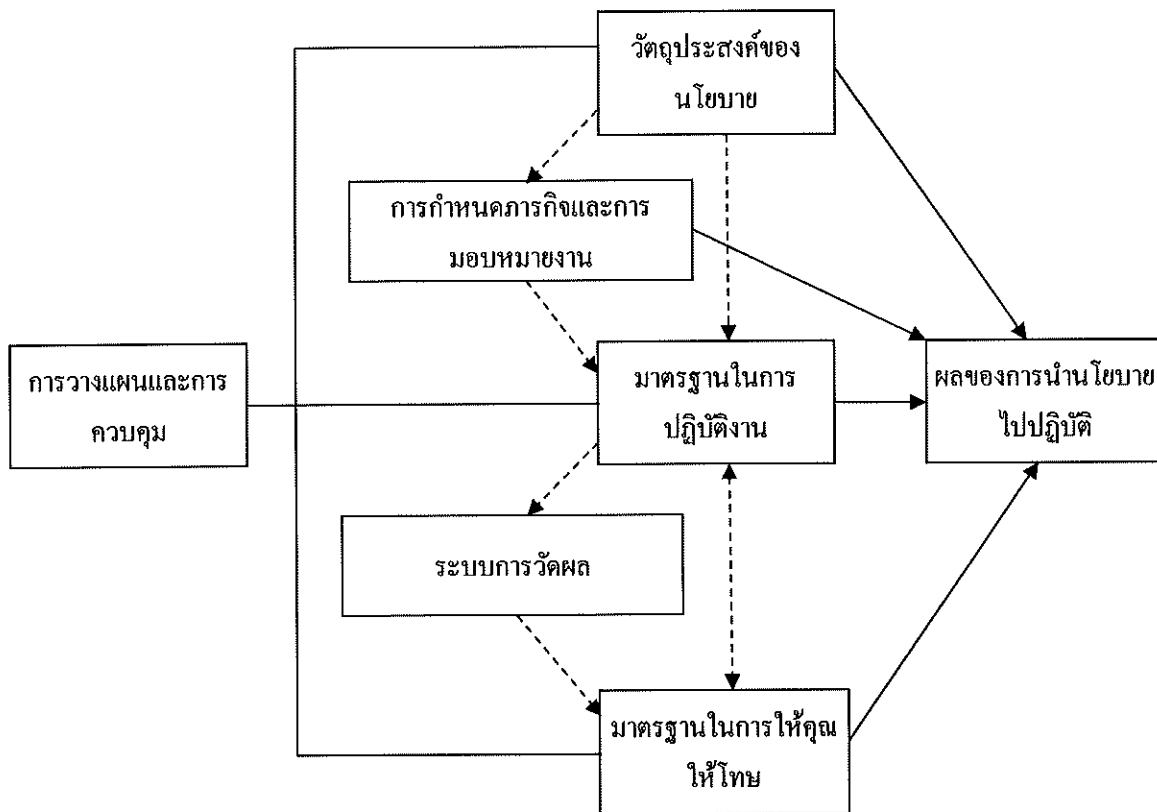 วัตถุประสงค์ของ
นโยบาย
การกำหนดภารกิจและการ
มอบหมายงาน
การวางแผนและการ
ควบคุม
มาตรฐานในการ
ปฏิบัติงาน
ผลของการนำนโยบาย
ไปปฏิบัติ
ระบบการวัดผล
มาตรฐานในการให้คุณ
ให้โทษ